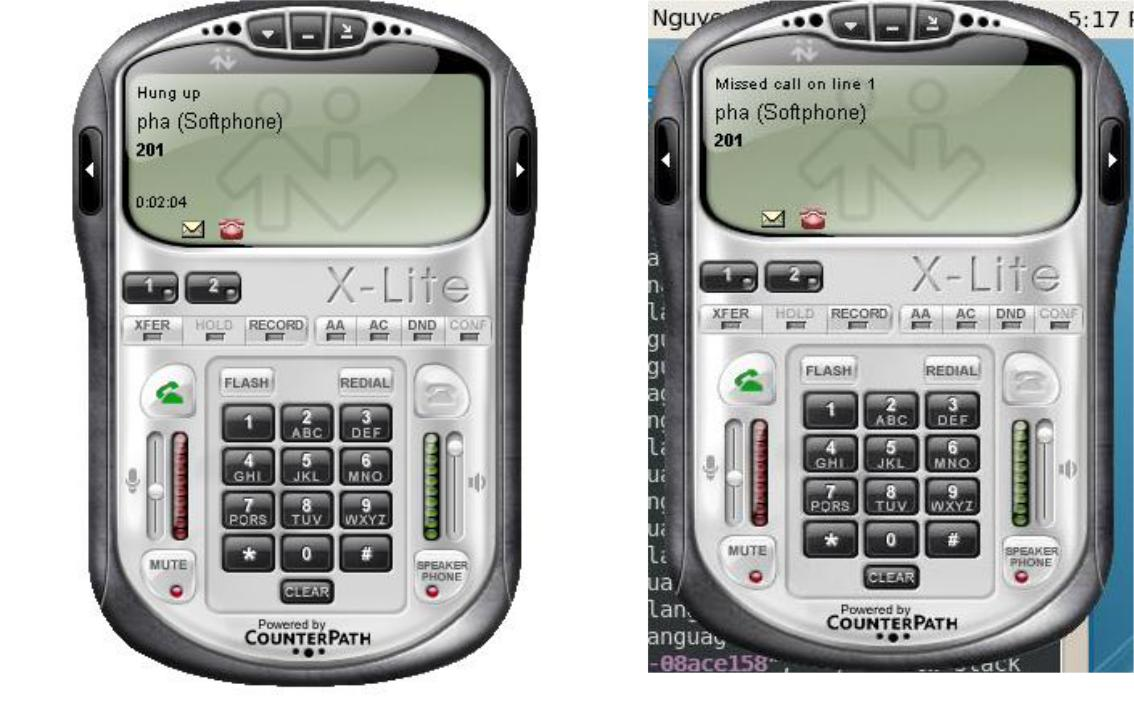 Hung up
pha (Softphone)
201
0:02:04
1 2
X-Lite
XFER HOLD RECORD AA AC DND CONF
FLASH REDIAL
1 2 ABC 3 DEF
4 GHI 5 JKL 6 MNO
7 PQRS 8 TUV 9 WXYZ
* 0 #
MUTE
SPEAKER
PHONE
CLEAR
Powered by
COUNTERPATH
5:17
Missed call on line 1
pha (Softphone)
201
1 2
X-Lite
XFER HOLD RECORD AA AC DND CONF
FLASH REDIAL
1 2 ABC 3 DEF
4 GHI 5 JKL 6 MNO
7 PQRS 8 TUV 9 WXYZ
* 0 #
MUTE
SPEAKER
PHONE
CLEAR
Powered by
COUNTERPATH
-08ace158"